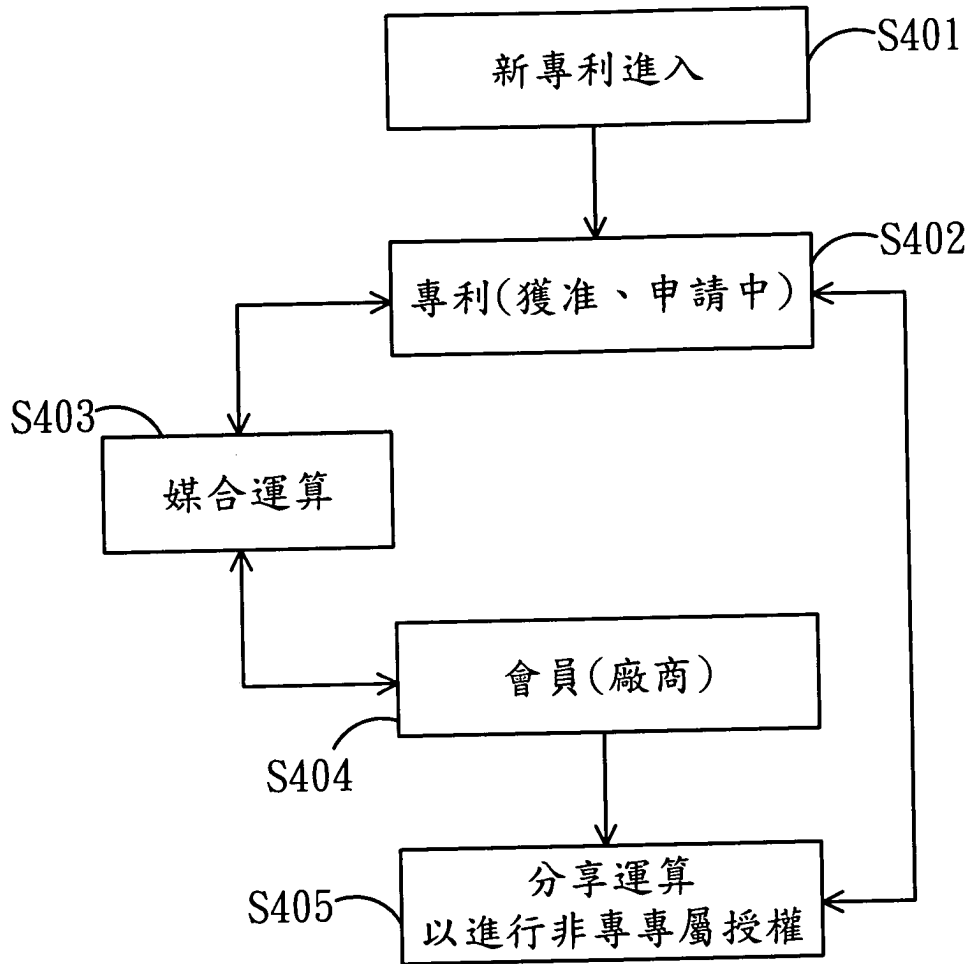 新專利進入
S401
專利(獲准、申請中)
S402
S403
媒合運算
會員(廠商)
S404
分享運算
以進行非專專屬授權
S405